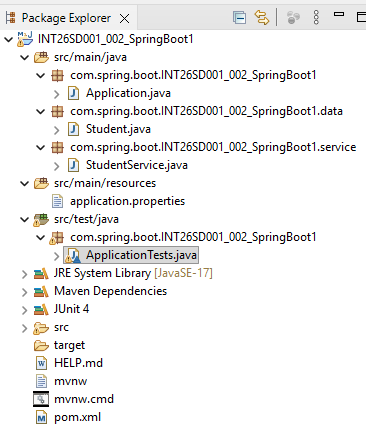 Package Explorer
INT26SD001_002_SpringBoot1
src/main/java
com.spring.boot.INT26SD001_002_SpringBoot1
Application.java
com.spring.boot.INT26SD001_002_SpringBoot1.data
Student.java
com.spring.boot.INT26SD001_002_SpringBoot1.service
StudentService.java
src/main/resources
application.properties
src/test/java
com.spring.boot.INT26SD001_002_SpringBoot1
ApplicationTests.java
JRE System Library [JavaSE-17]
Maven Dependencies
JUnit 4
src
target
HELP.md
mvnw
mvnw.cmd
pom.xml